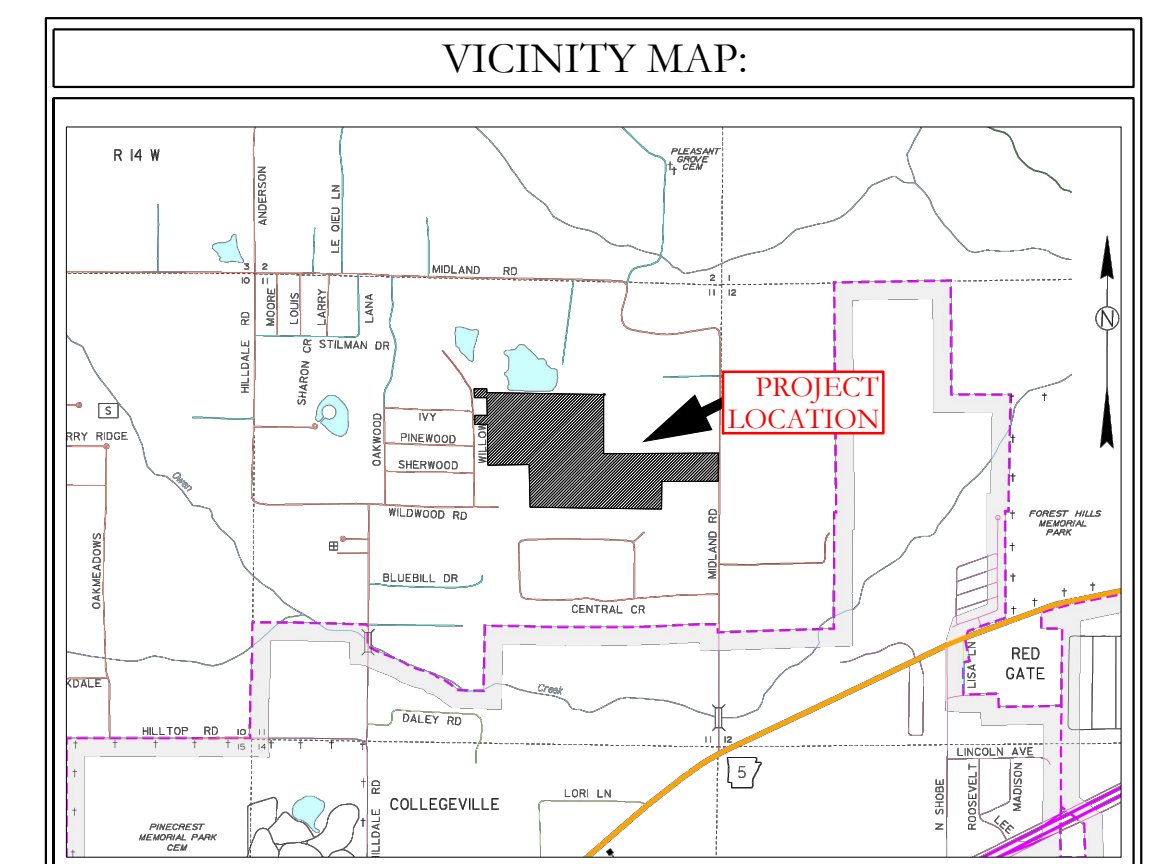 VICINITY MAP:
R 14 W
ANDERSON
LE QIEU LN
PLEASANT
GROVE
CEM
3 2
10 11
MIDLAND RD
2 1
11 12
HILLDALE RD
MOORE
LOUIS
LARRY
LANA
STILMAN DR
SHARON CR
N
PROJECT
LOCATION
S
RRY RIDGE
OAKWOOD
IVY
PINEWOOD
SHERWOOD
WILLOW
Owen
WILDWOOD RD
MIDLAND RD
FOREST HILLS
MEMORIAL
PARK
OAKMEADOWS
BLUEBILL DR
CENTRAL CR
LISA LN
RED
GATE
KDALE
Creek
DALEY RD
HILLTOP RD
10 11
15 14
11 12
5
LINCOLN AVE
COLLEGEVILLE
LORI LN
ILLDALE RD
N SHOBE
ROOSEVELT
MADISON
LEE
PINECREST
MEMORIAL PARK
CEM